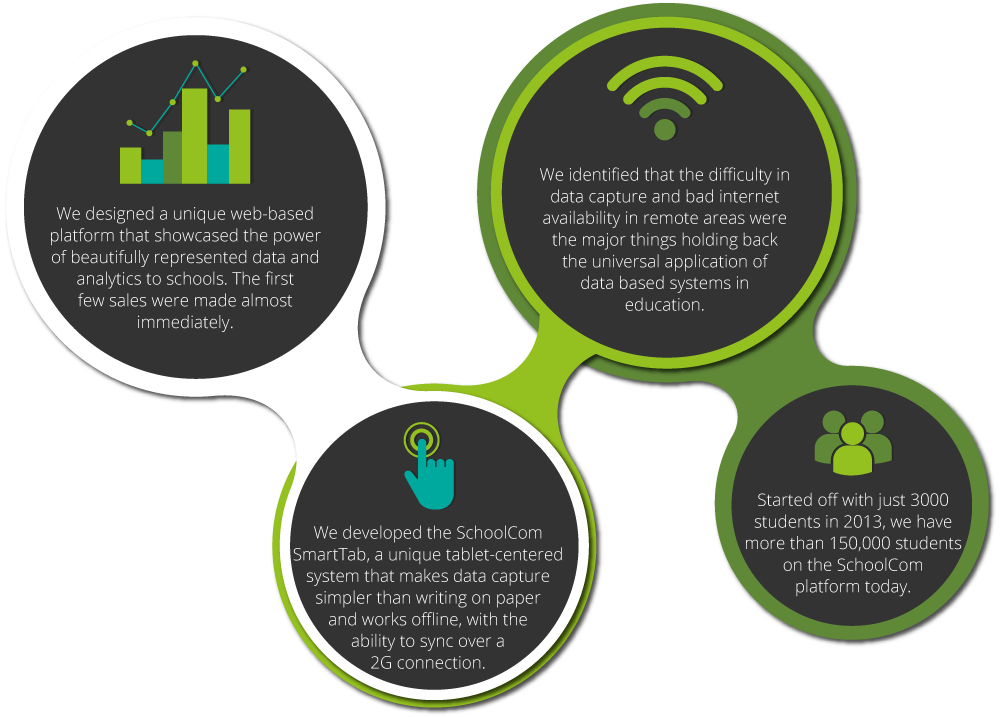 We designed a unique web-based
platform that showcased the power
of beautifully represented data and
analytics to schools. The first
few sales were made almost
immediately.
We identified that the difficulty in
data capture and bad internet
availability in remote areas were
the major things holding back
the universal application of
data based systems in
education.
We developed the SchoolCom
SmartTab, a unique tablet-centered
system that makes data capture
simpler than writing on paper
and works offline, with the
ability to sync over a
2G connection.
Started off with just 3000
students in 2013, we have
more than 150,000 students
on the SchoolCom
platform today.